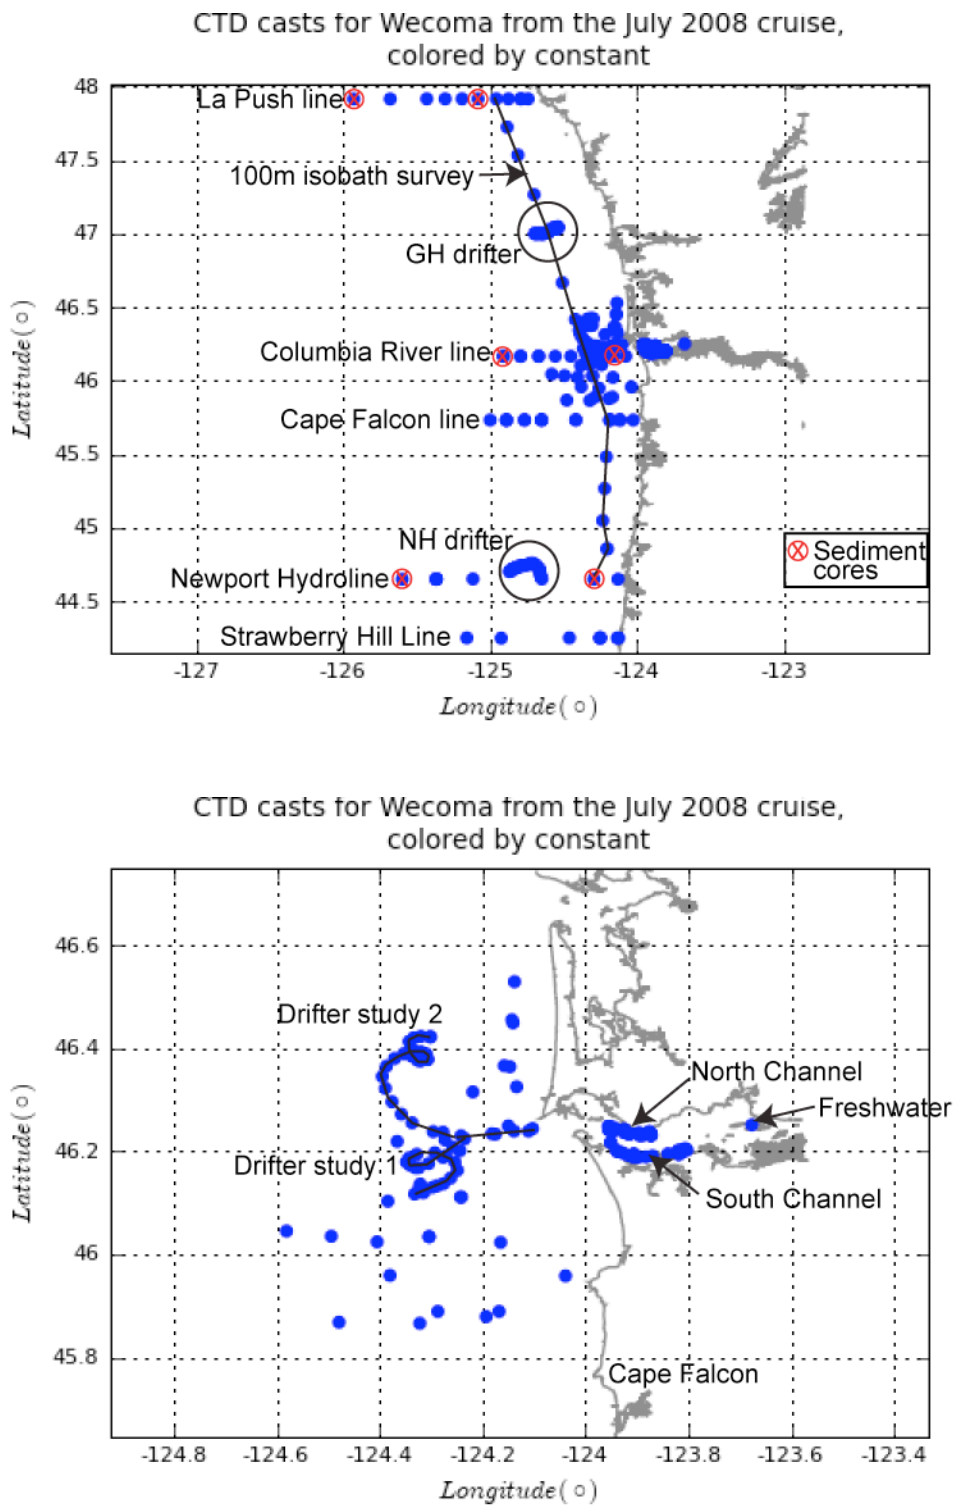 CTD casts for Wecoma from the July 2008 cruise,
colored by constant
48
La Push line
47.5
100m isobath survey
47
GH drifter
46.5
Columbia River line
46
Cape Falcon line
45.5
45
NH drifter
Sediment
cores
Newport Hydroline
44.5
Strawberry Hill Line
-127 -126 -125 -124 -123
Latitude(○)
Longitude(○)
CTD casts for Wecoma from the July 2008 cruise,
colored by constant
46.6
Drifter study 2
46.4
North Channel
Freshwater
46.2
Drifter study 1
South Channel
46
45.8
Cape Falcon
-124.8 -124.6 -124.4 -124.2 -124 -123.8 -123.6 -123.4
Latitude(○)
Longitude(○)